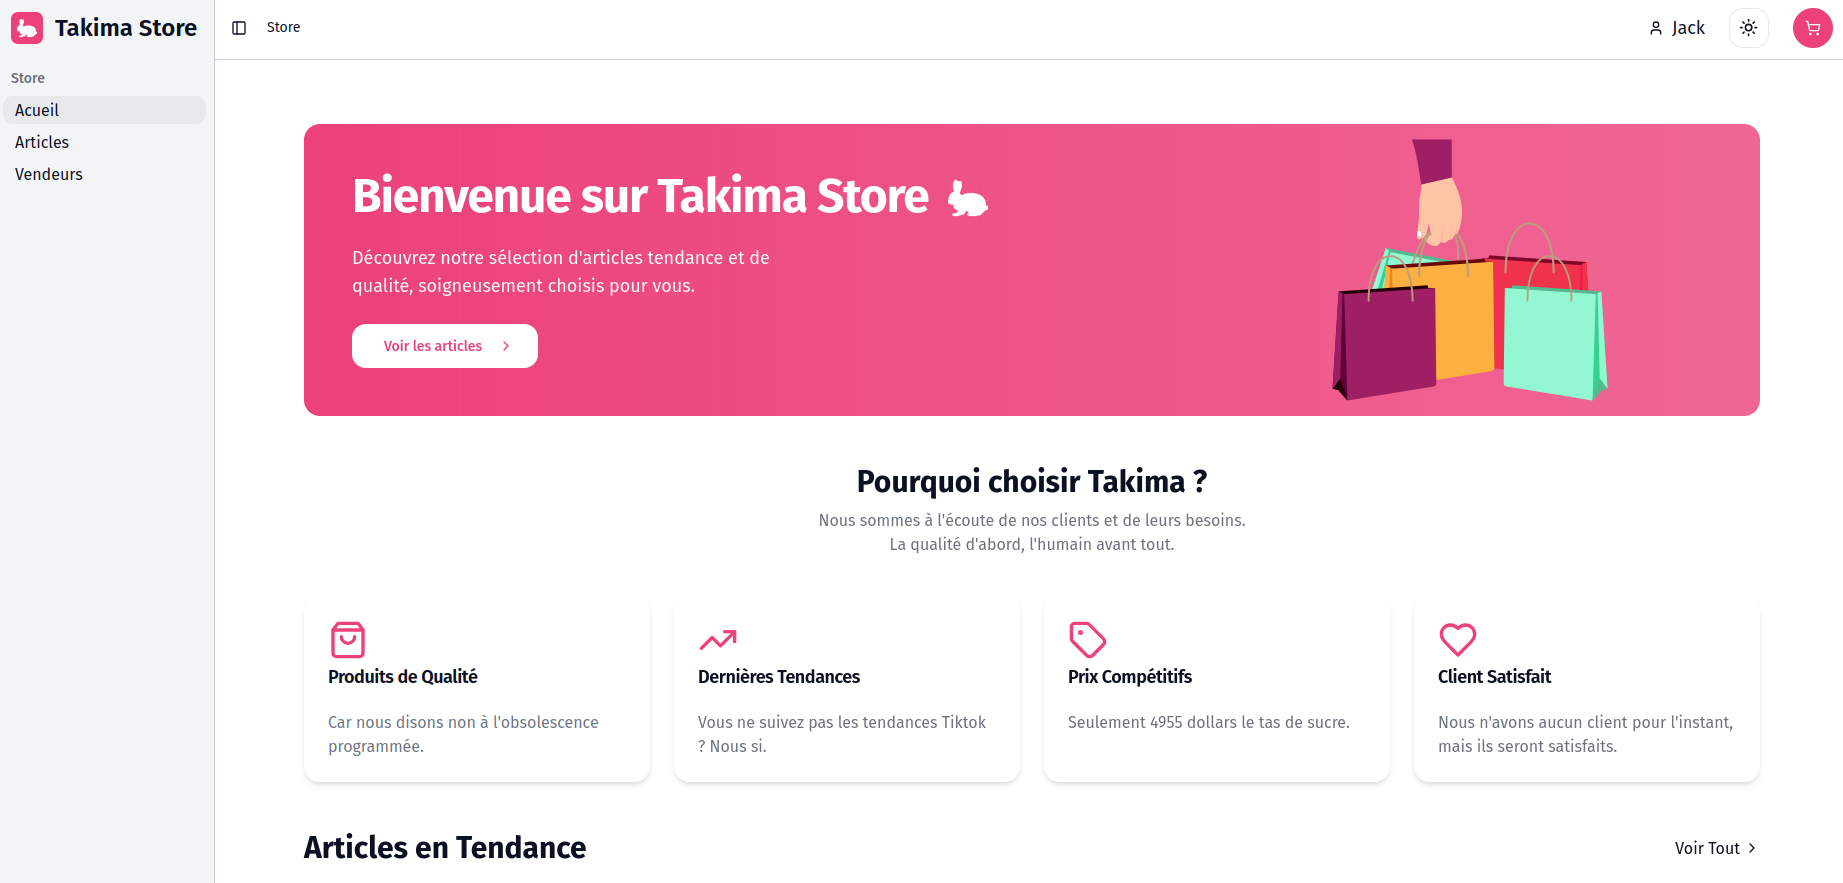 Takima Store
Store
Acueil
Articles
Vendeurs
Store
Jack
Bienvenue sur Takima Store
Découvrez notre sélection d'articles tendance et de
qualité, soigneusement choisis pour vous.
Voir les articles
Pourquoi choisir Takima ?
Nous sommes à l'écoute de nos clients et de leurs besoins.
La qualité d'abord, l'humain avant tout.
Produits de Qualité
Car nous disons non à l'obsolescence
programmée.
Dernières Tendances
Vous ne suivez pas les tendances Tiktok
? Nous si.
Prix Compétitifs
Seulement 4955 dollars le tas de sucre.
Client Satisfait
Nous n'avons aucun client pour l'instant,
mais ils seront satisfaits.
Articles en Tendance
Voir Tout